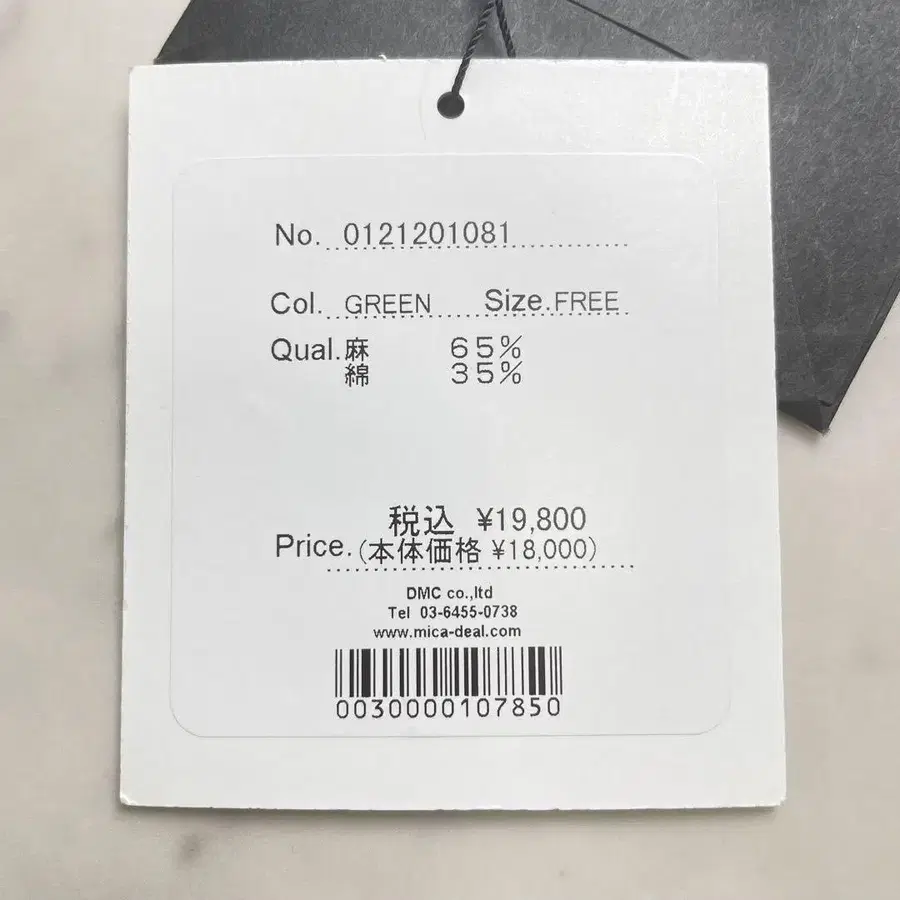 No. 0121201081
Col. GREEN Size.FREE
Qual.麻 65%
綿 35%
税込 ¥19,800
Price.(本体価格 ¥18,000)
DMC co.,ltd
Tel 03-6455-0738
www.mica-deal.com
0030000107850